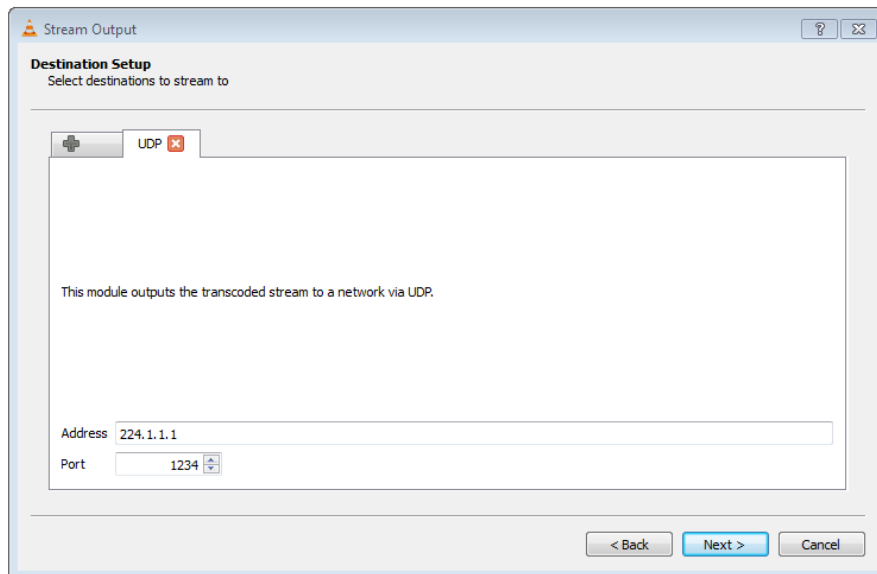 Stream Output
Destination Setup
Select destinations to stream to
UDP
This module outputs the transcoded stream to a network via UDP.
Address 224.1.1.1
Port 1234
< Back Next > Cancel